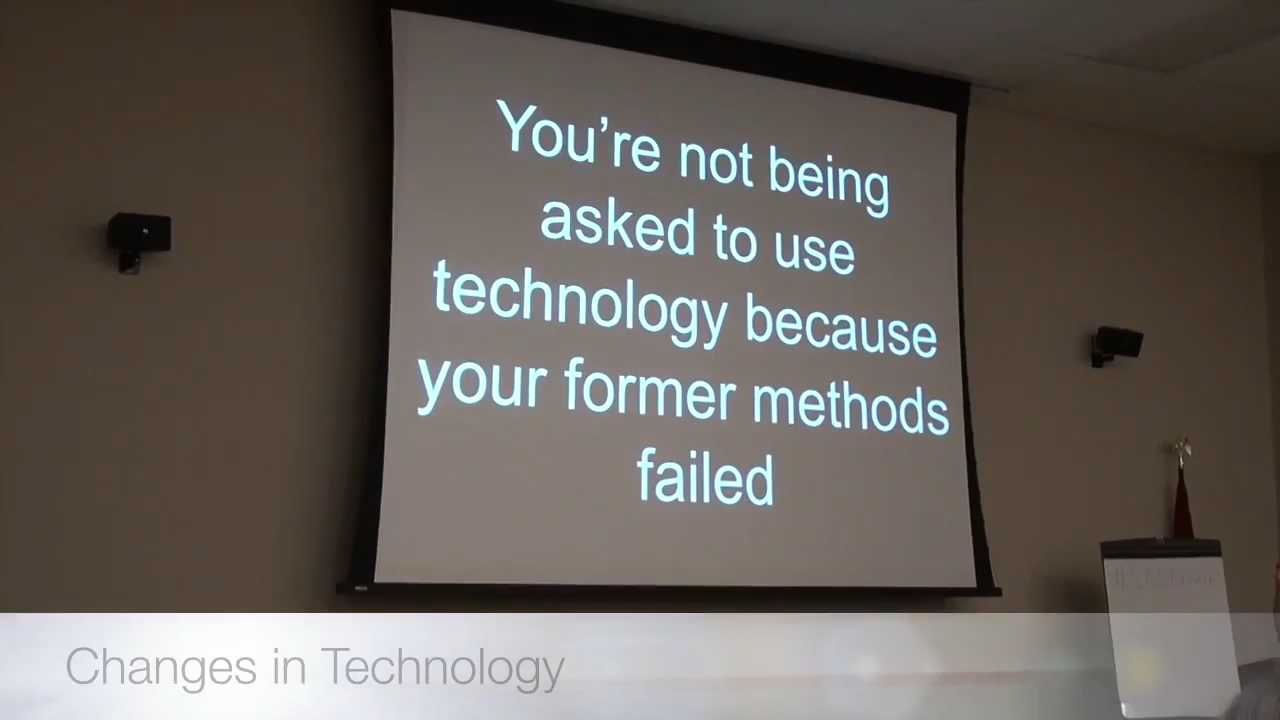 You're not being
asked to use
technology because
your former methods
failed
Changes in Technology